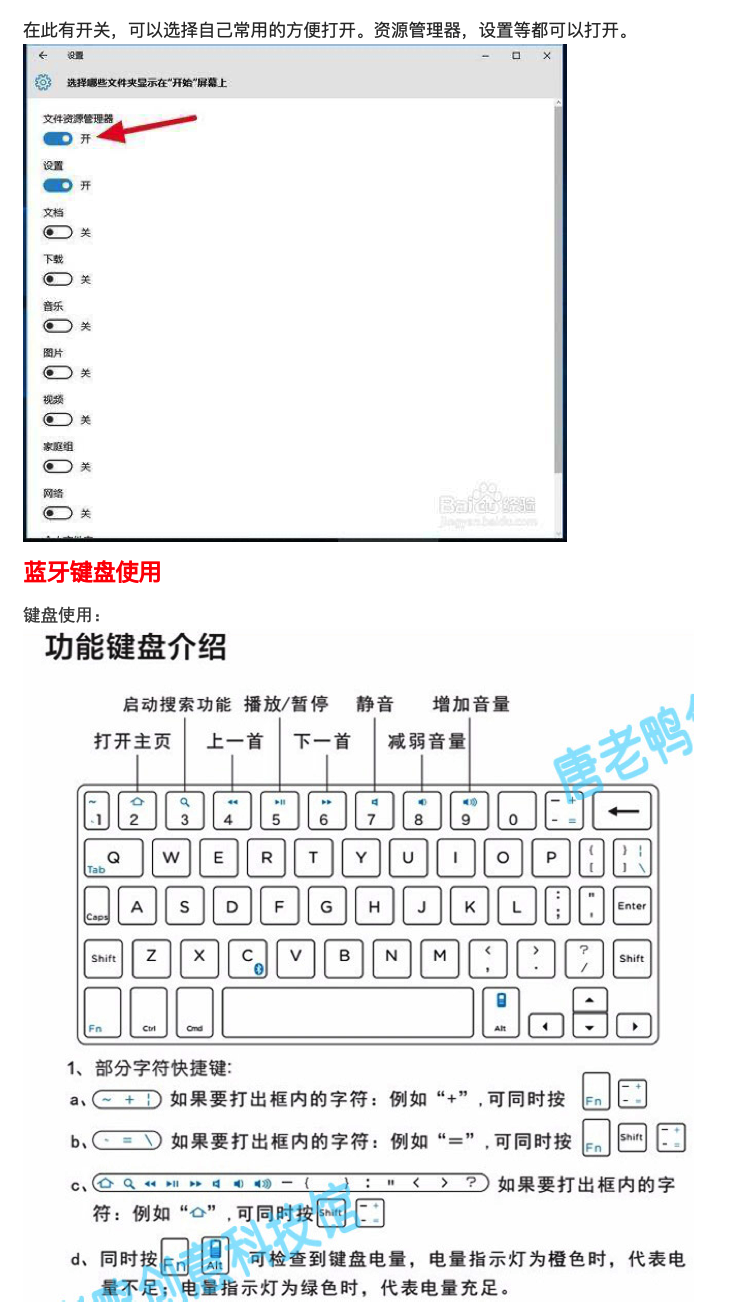 在此有开关，可以选择自己常用的方便打开。资源管理器，设置等都可以打开。
设置
选择哪些文件夹显示在“开始”屏幕上
文件资源管理器
开
设置
开
文档
关
下载
关
音乐
关
图片
关
视频
关
家庭组
关
网络
关
Baidu 经验
jingyan.baidu.com
蓝牙键盘使用
键盘使用：
功能键盘介绍
启动搜索功能 播放/暂停 静音 增加音量
打开主页 上一首 下一首 减弱音量
唐老鸭
~ ` 1 2 3 4 5 6 7 8 9 0 - + - =
Q Tab W E R T Y U I O P { [ } ] ¦ \
Caps A S D F G H J K L : ; " , Enter
Shift Z X C V B N M < , > . ? / Shift
Fn Ctrl Cmd Alt
1、部分字符快捷键:
a、~ + ¦ 如果要打出框内的字符：例如“+”,可同时按 Fn - + - =
b、` = \ 如果要打出框内的字符：例如“=”,可同时按 Fn Shift - + - =
c、 - { } : " < > ? 如果要打出框内的字
符：例如“”,可同时按 Shift - + - =
d、同时按 Fn Alt 可检查到键盘电量，电量指示灯为橙色时，代表电
量不足；电量指示灯为绿色时，代表电量充足。
创意科技馆